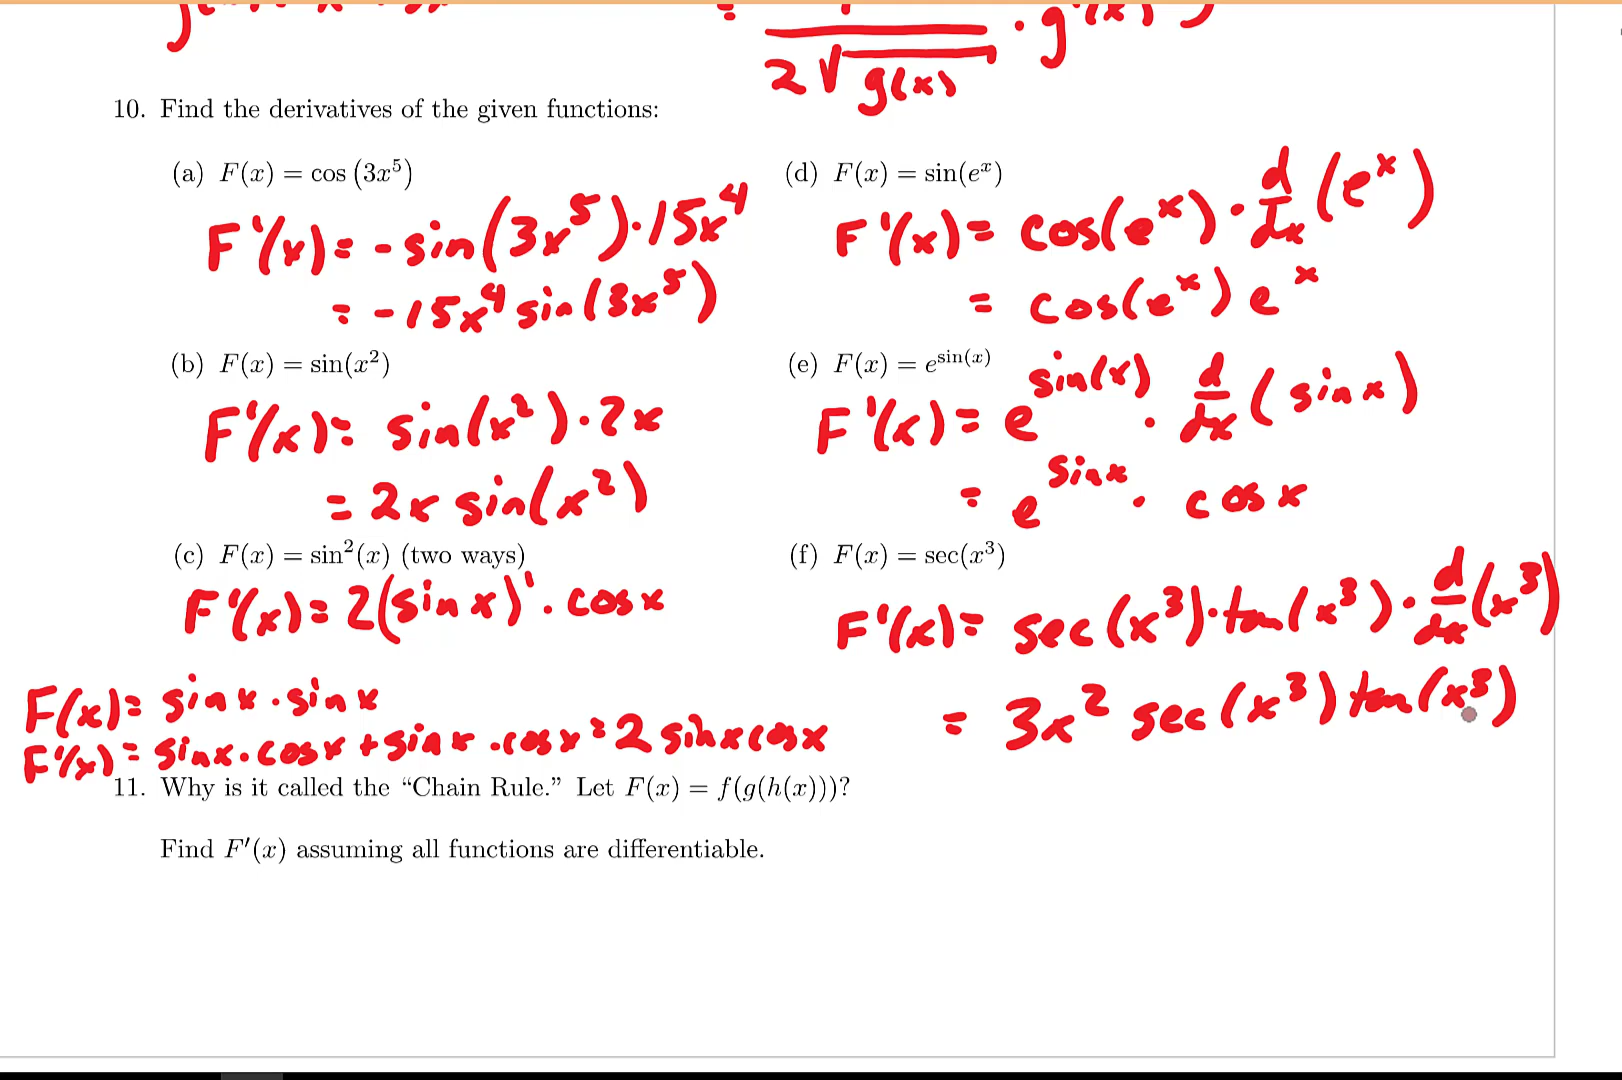 2√g(x) · g'(x)
10. Find the derivatives of the given functions:
(a) F(x) = cos (3x⁵)
F'(x) = -sin(3x⁵)·15x⁴
= -15x⁴ sin(3x⁵)
(b) F(x) = sin(x²)
F'(x) = sin(x²)·2x
= 2x sin(x²)
(c) F(x) = sin²(x) (two ways)
F'(x) = 2(sin x)¹ · cos x
F(x) = sin x · sin x
F'(x) = sin x · cos x + sin x · cos x = 2 sin x cos x
(d) F(x) = sin(eˣ)
F'(x) = cos(eˣ) · d/dx (eˣ)
= cos(eˣ) eˣ
(e) F(x) = e^sin(x)
F'(x) = e^sin(x) · d/dx (sin x)
= e^sin x · cos x
(f) F(x) = sec(x³)
F'(x) = sec(x³)·tan(x³)· d/dx (x³)
= 3x² sec(x³) tan(x³)
11. Why is it called the “Chain Rule.” Let F(x) = f(g(h(x)))?
Find F′(x) assuming all functions are differentiable.